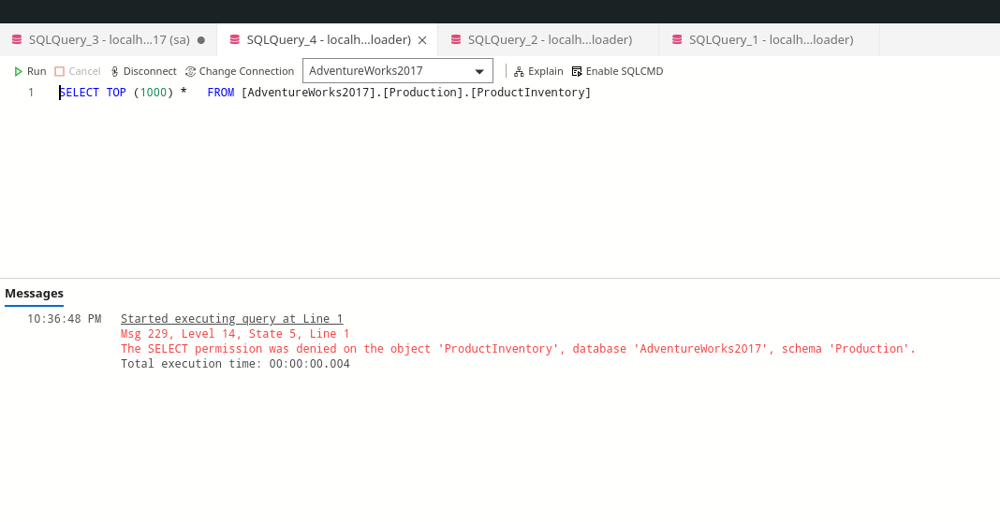 SQLQuery_3 - localh...17 (sa) SQLQuery_4 - localh...loader) SQLQuery_2 - localh...loader) SQLQuery_1 - localh...loader)
Run Cancel Disconnect Change Connection AdventureWorks2017 Explain Enable SQLCMD
1 SELECT TOP (1000) * FROM [AdventureWorks2017].[Production].[ProductInventory]
Messages
10:36:48 PM Started executing query at Line 1
Msg 229, Level 14, State 5, Line 1
The SELECT permission was denied on the object 'ProductInventory', database 'AdventureWorks2017', schema 'Production'.
Total execution time: 00:00:00.004